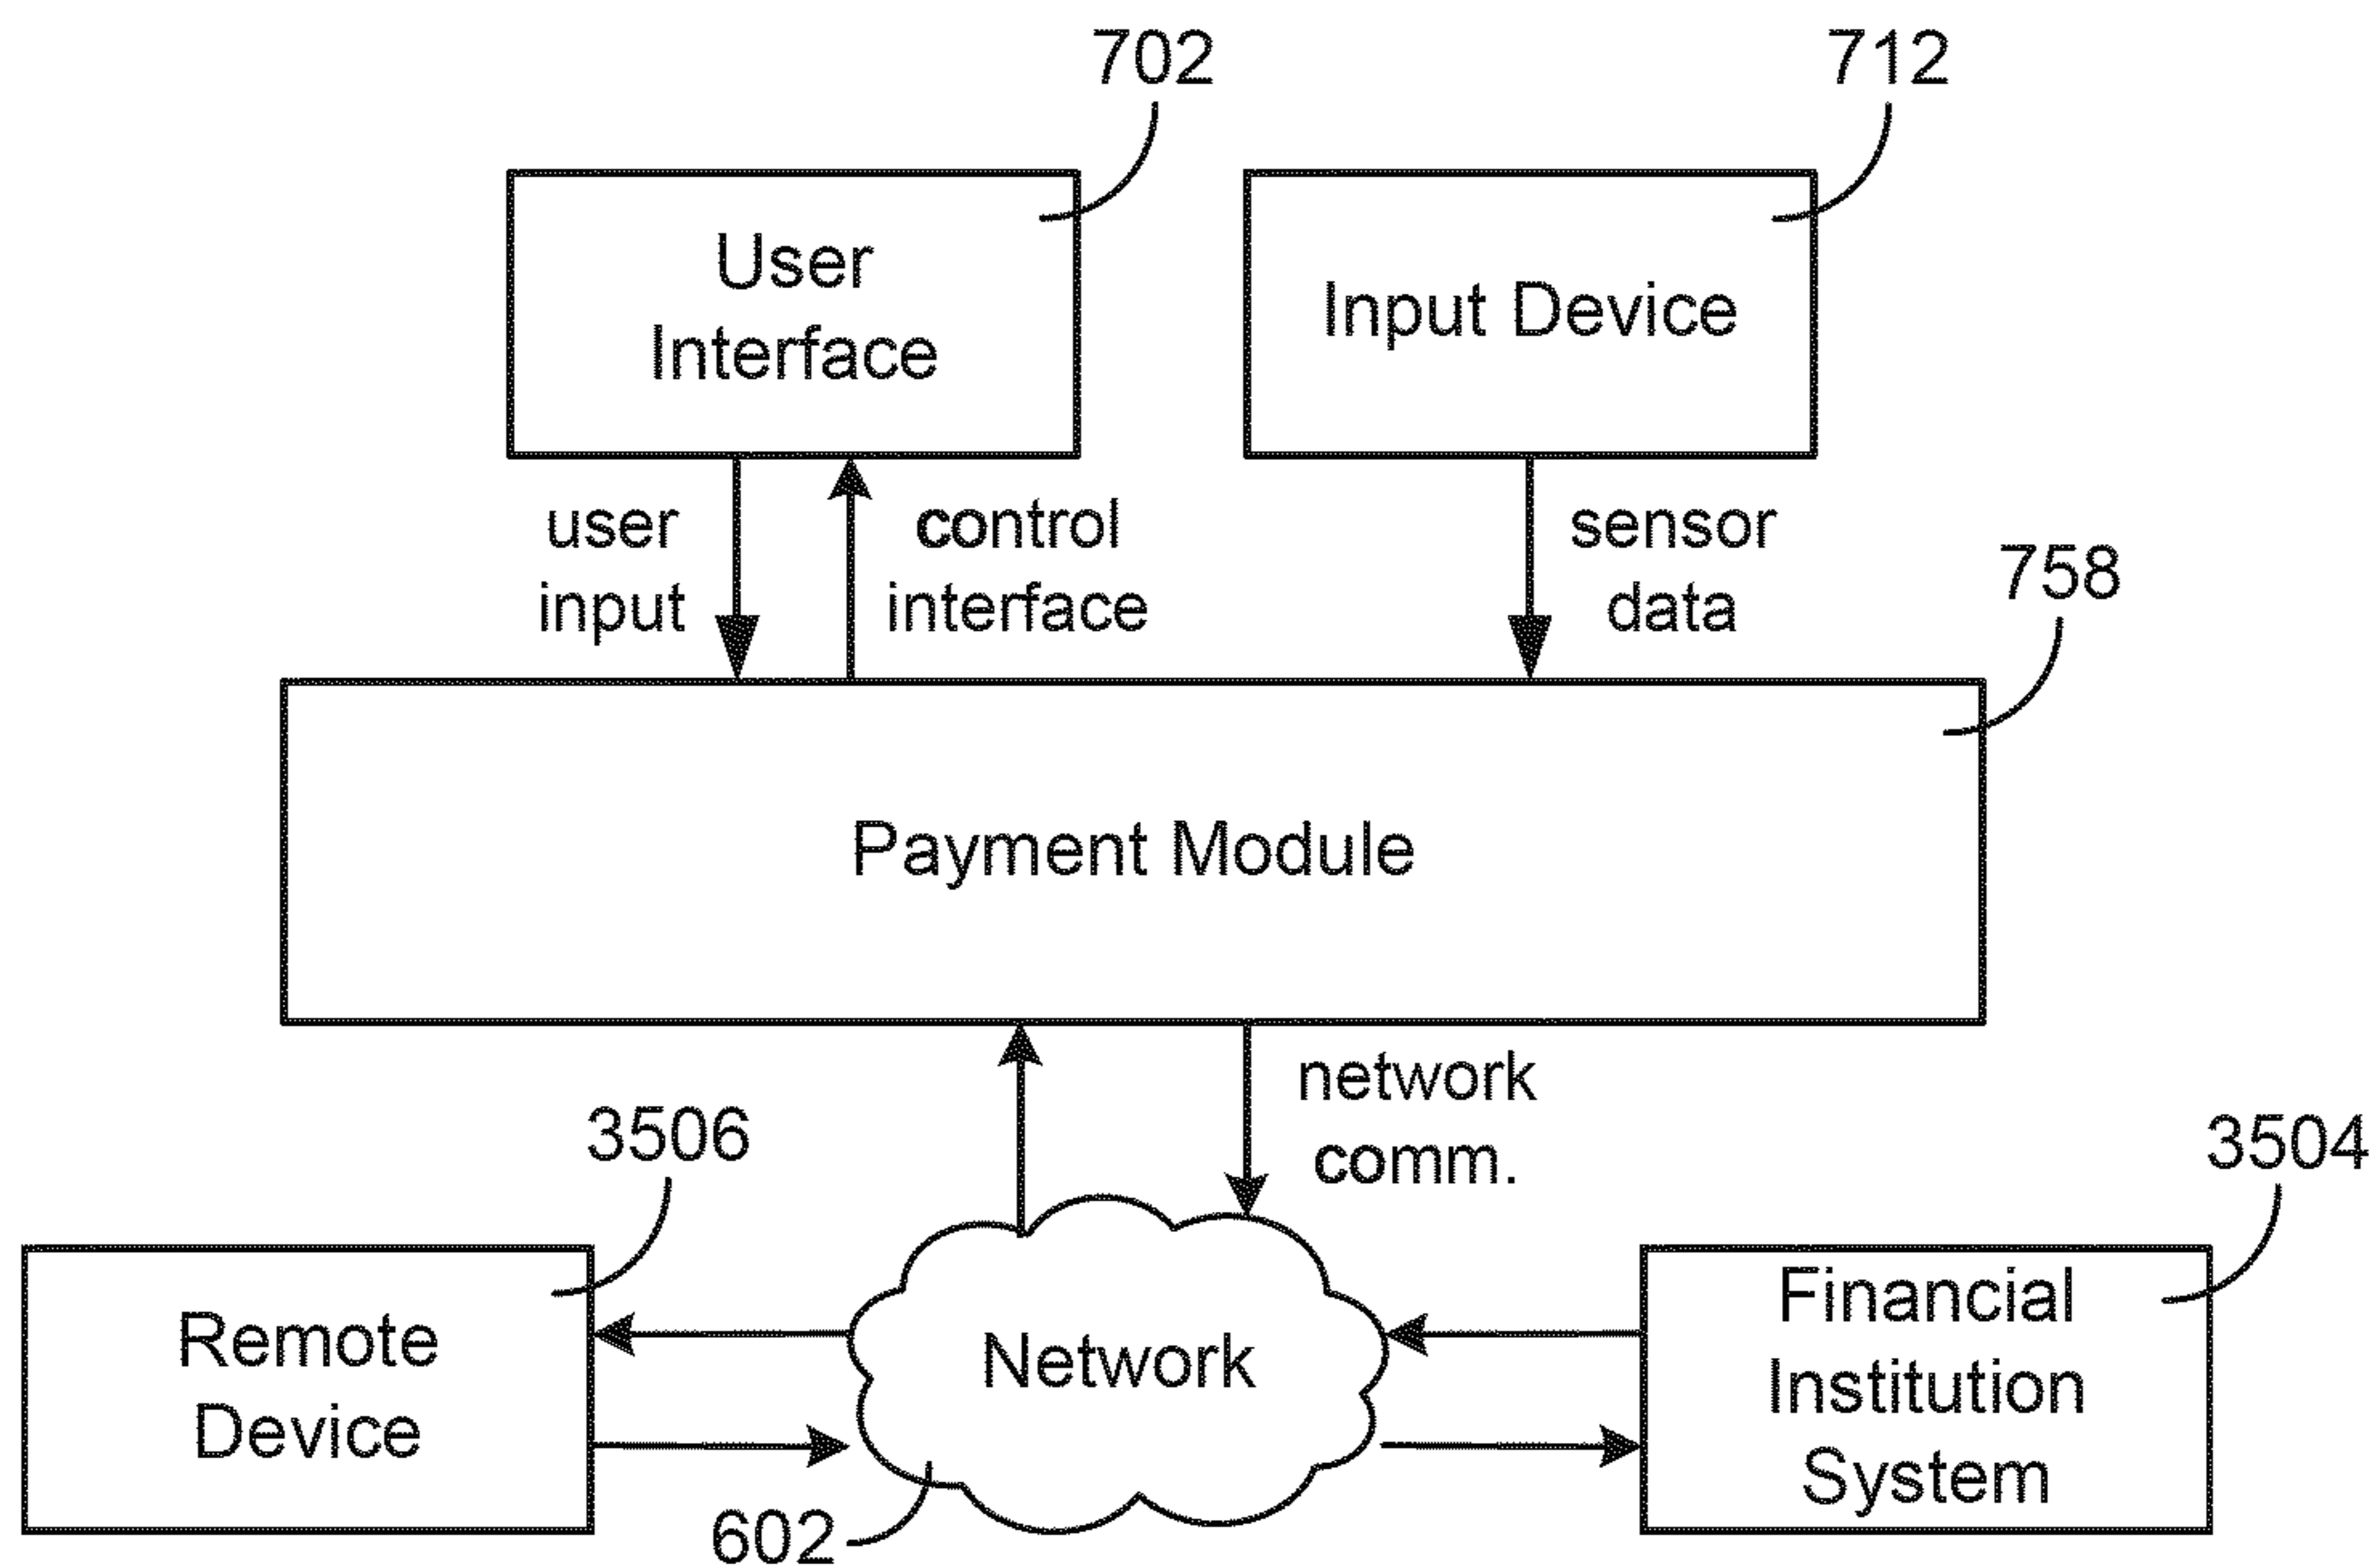 702
712
User
Interface
Input Device
user
input
control
interface
sensor
data
758
Payment Module
network
comm.
3506
3504
Remote
Device
Network
Financial
Institution
System
602